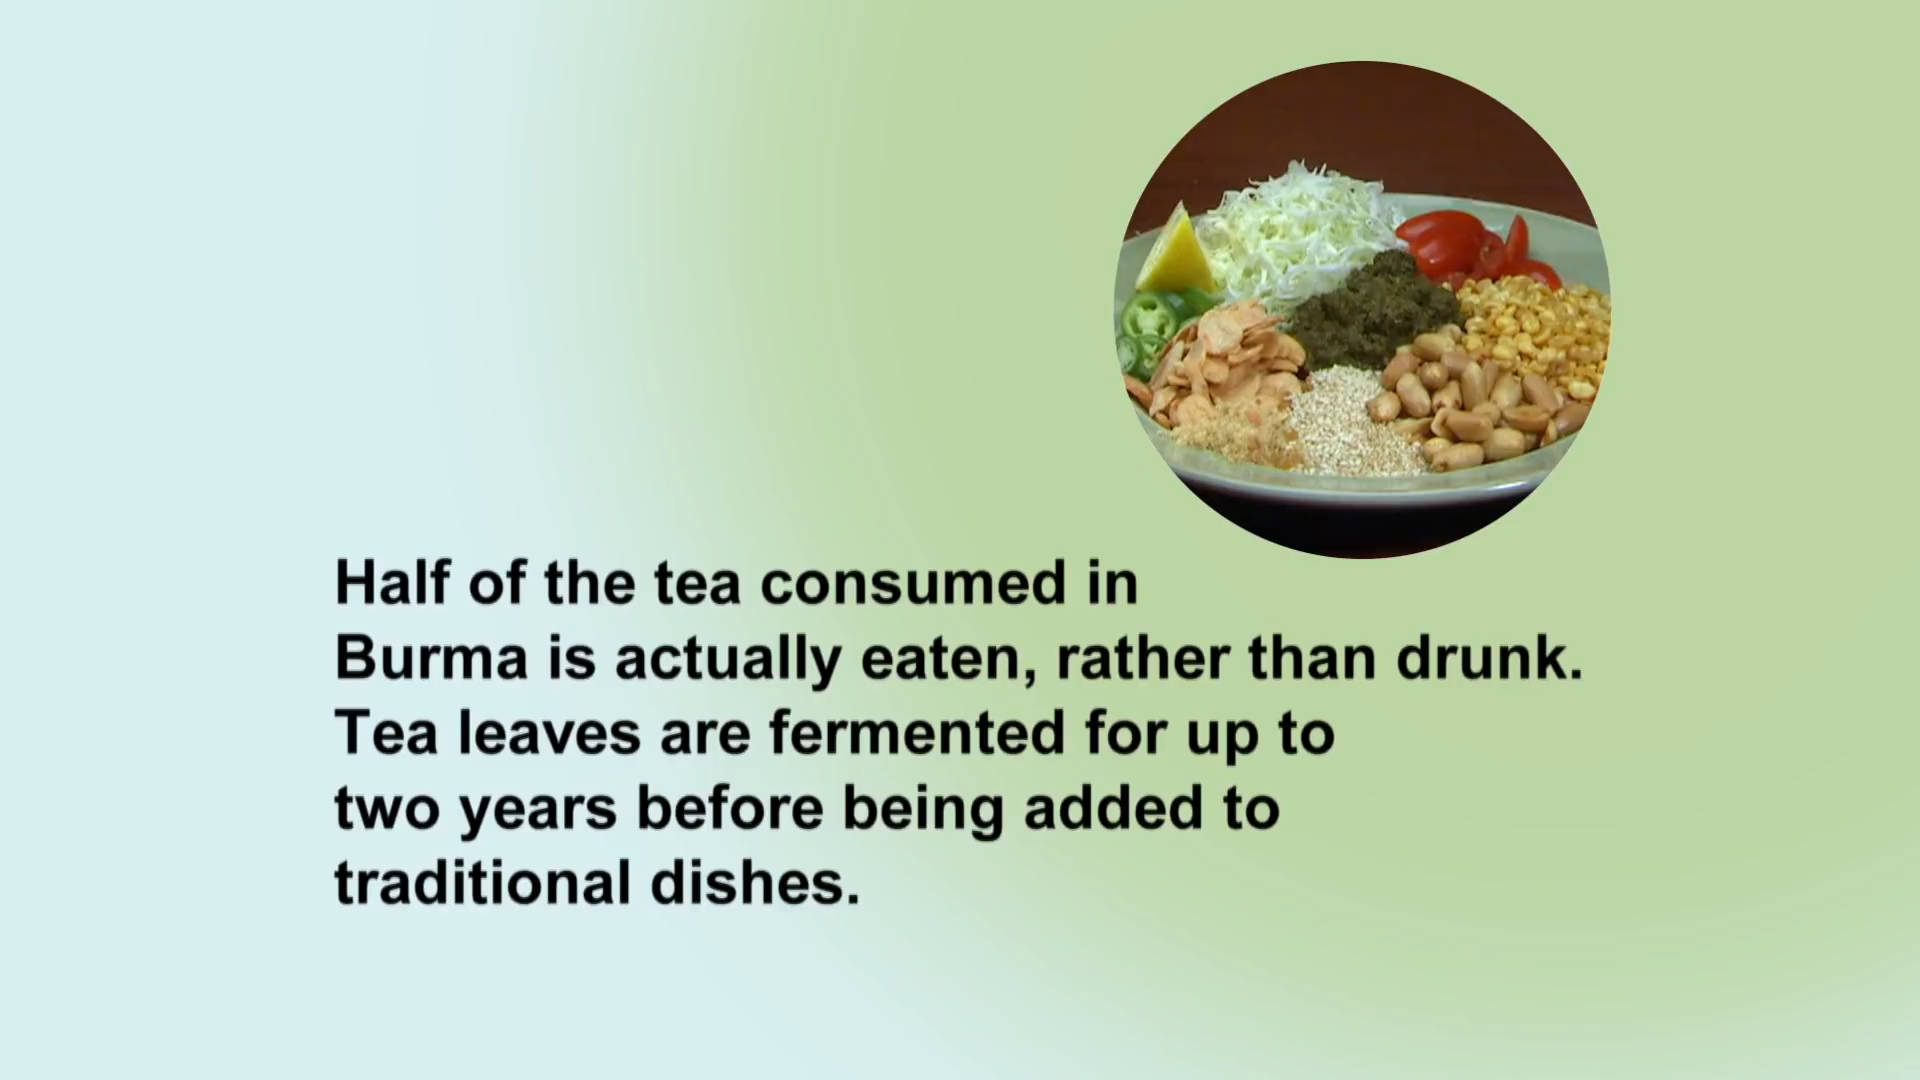 Half of the tea consumed in
Burma is actually eaten, rather than drunk.
Tea leaves are fermented for up to
two years before being added to
traditional dishes.